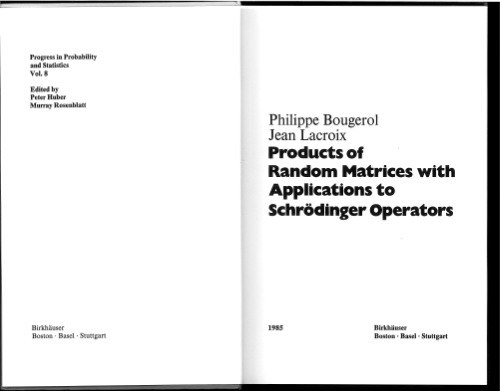 Progress in Probability
and Statistics
Vol. 8
Edited by
Peter Huber
Murray Rosenblatt
Birkhäuser
Boston · Basel · Stuttgart
Philippe Bougerol
Jean Lacroix
Products of
Random Matrices with
Applications to
Schrödinger Operators
1985
Birkhäuser
Boston · Basel · Stuttgart